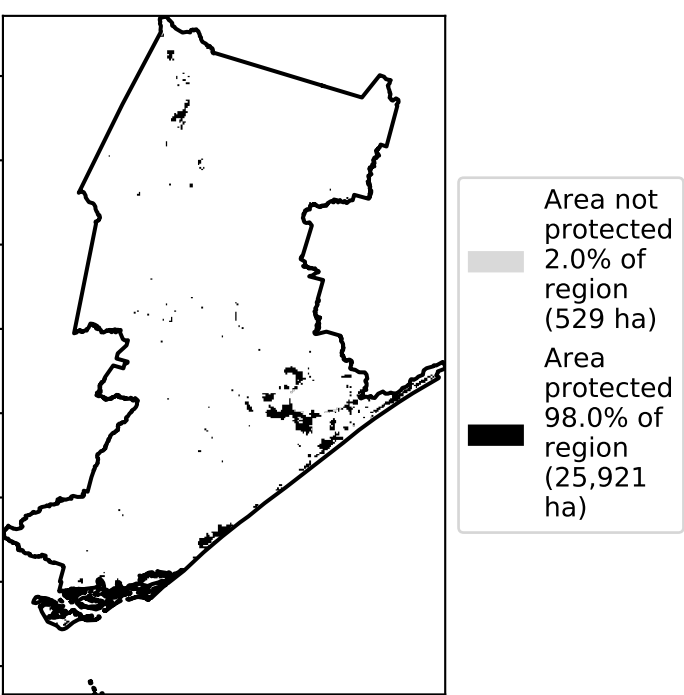 Area not
protected
2.0% of
region
(529 ha)
Area
protected
98.0% of
region
(25,921
ha)